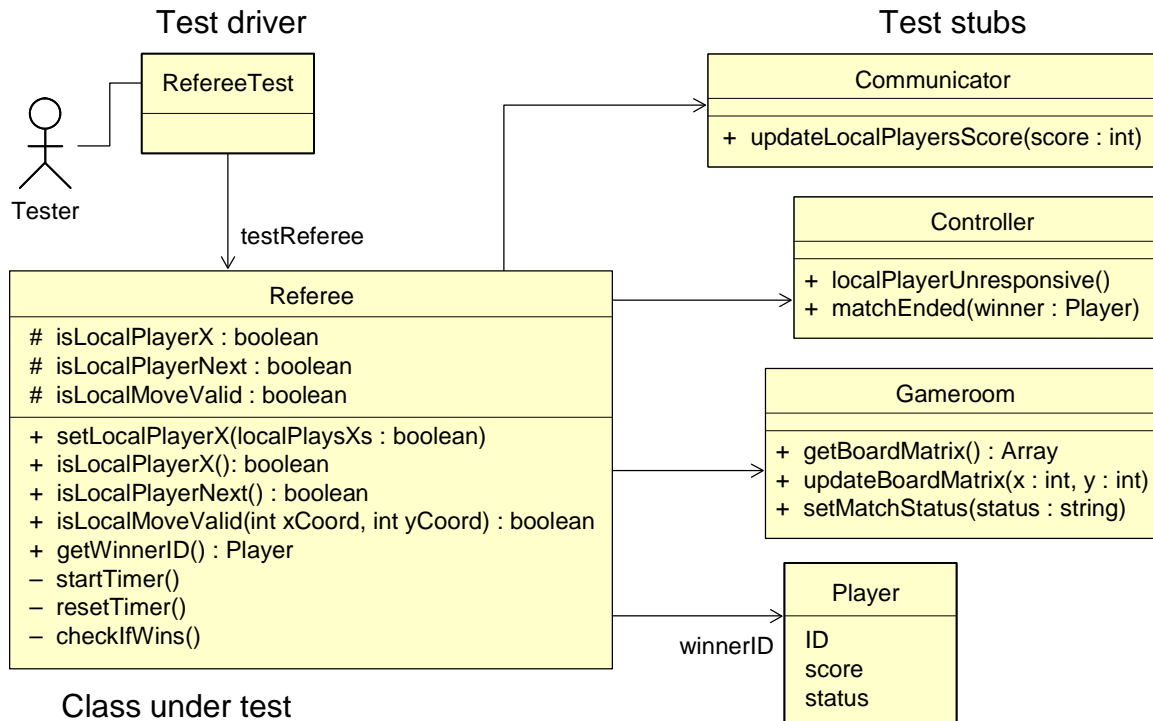 Test driver
Test stubs
RefereeTest
Tester
testReferee
Communicator
+ updateLocalPlayersScore(score : int)
Controller
+ localPlayerUnresponsive()
+ matchEnded(winner : Player)
Referee
# isLocalPlayerX : boolean
# isLocalPlayerNext : boolean
# isLocalMoveValid : boolean
+ setLocalPlayerX(localPlaysXs : boolean)
+ isLocalPlayerX(): boolean
+ isLocalPlayerNext() : boolean
+ isLocalMoveValid(int xCoord, int yCoord) : boolean
+ getWinnerID() : Player
– startTimer()
– resetTimer()
– checkIfWins()
Gameroom
+ getBoardMatrix() : Array
+ updateBoardMatrix(x : int, y : int)
+ setMatchStatus(status : string)
winnerID
Player
ID
score
status
Class under test